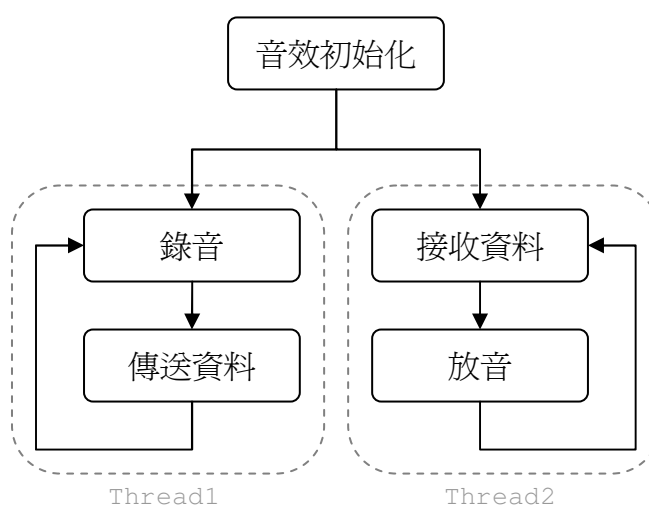 音效初始化
錄音
接收資料
傳送資料
放音
Thread1
Thread2